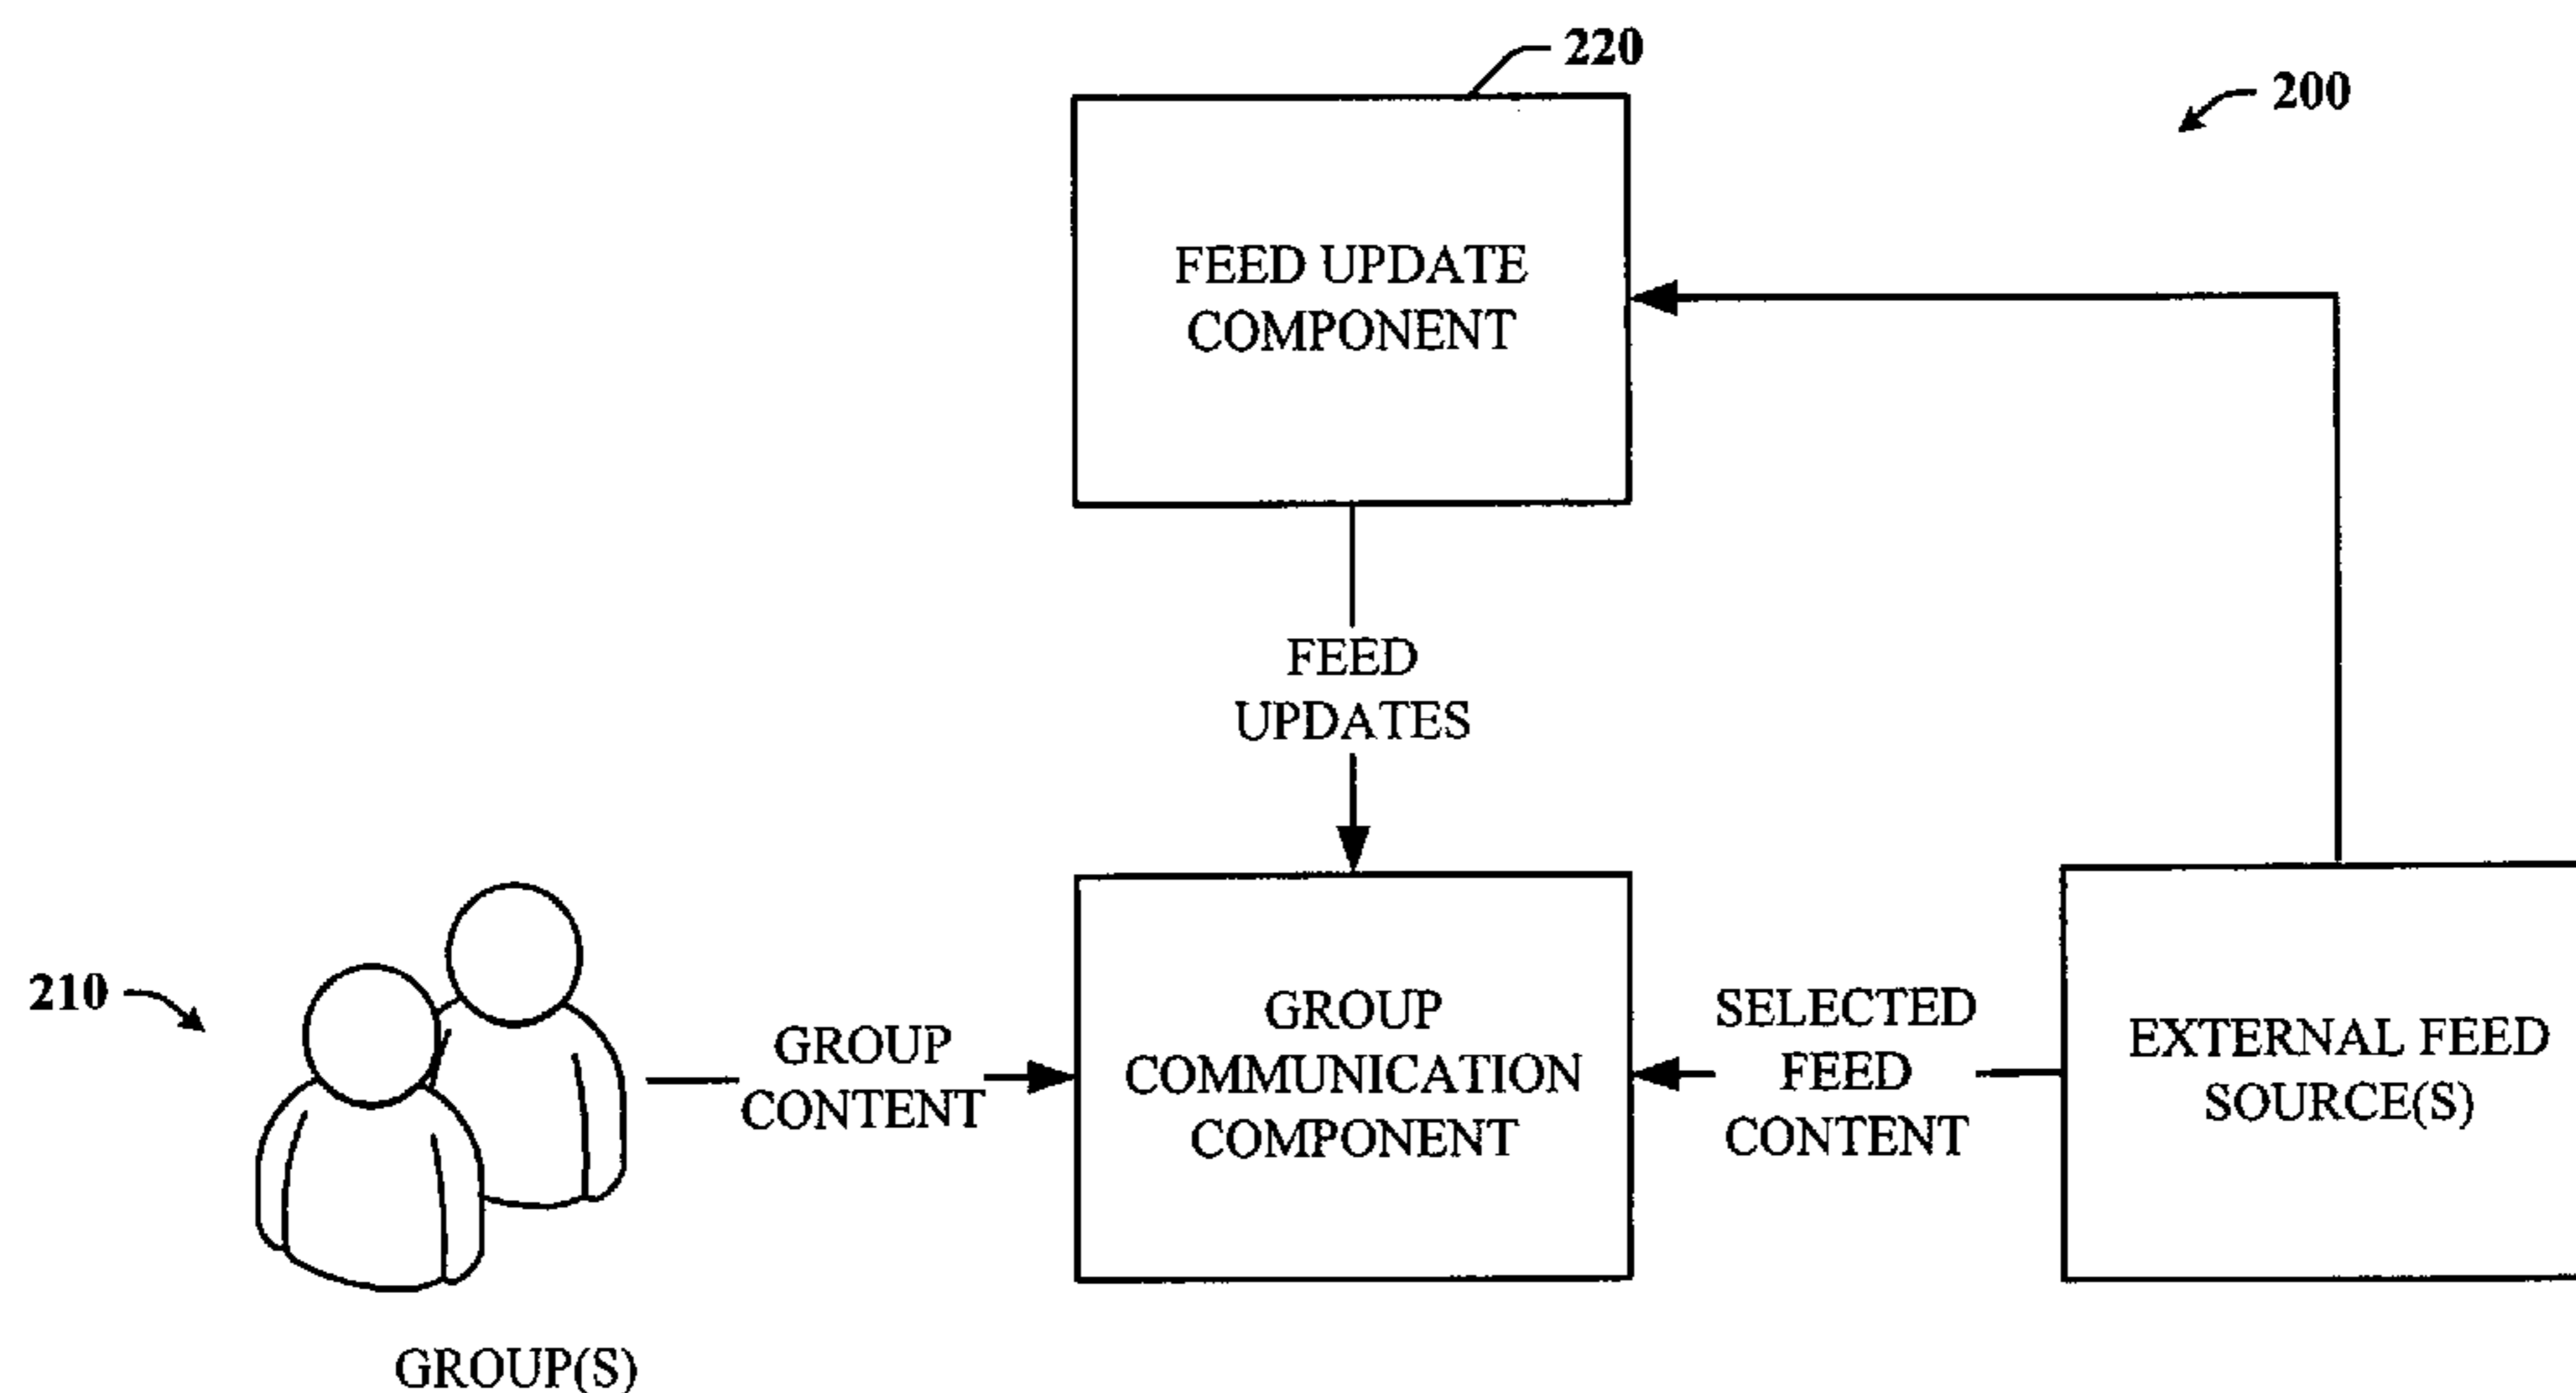 220
200
FEED UPDATE
COMPONENT
FEED
UPDATES
210
GROUP
CONTENT
GROUP
COMMUNICATION
COMPONENT
SELECTED
FEED
CONTENT
EXTERNAL FEED
SOURCE(S)
GROUP(S)